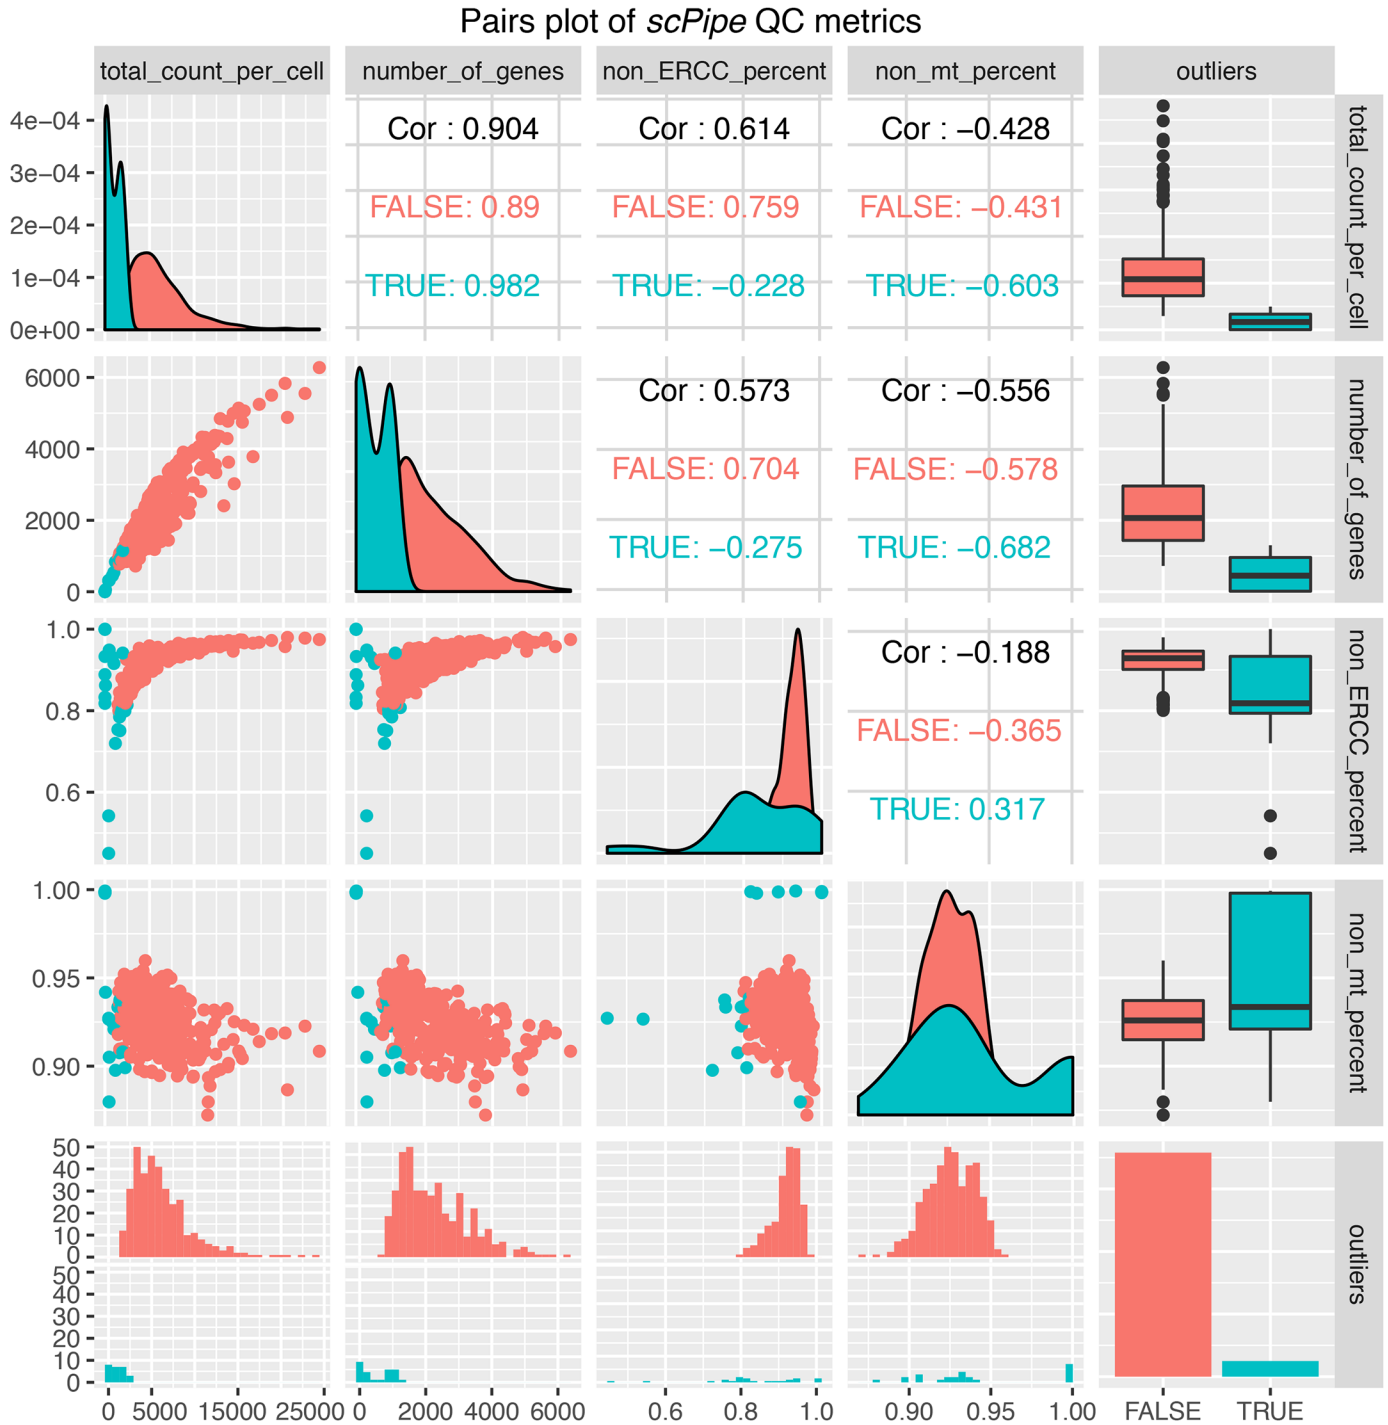 Pairs plot of scPipe QC metrics
total_count_per_cell number_of_genes non_ERCC_percent non_mt_percent outliers
4e−04
3e−04
2e−04
1e−04
0e+00
Cor : 0.904
FALSE: 0.89
TRUE: 0.982
Cor : 0.614
FALSE: 0.759
TRUE: −0.228
Cor : −0.428
FALSE: −0.431
TRUE: −0.603
total_count_per_cell
6000
4000
2000
0
Cor : 0.573
FALSE: 0.704
TRUE: −0.275
Cor : −0.556
FALSE: −0.578
TRUE: −0.682
number_of_genes
1.0
0.8
0.6
Cor : −0.188
FALSE: −0.365
TRUE: 0.317
non_ERCC_percent
1.00
0.95
0.90
non_mt_percent
50
40
30
20
10
0
50
40
30
20
10
0
outliers
0 5000 15000 25000 0 2000 4000 6000 0.6 0.8 1.0 0.90 0.95 1.00 FALSE TRUE